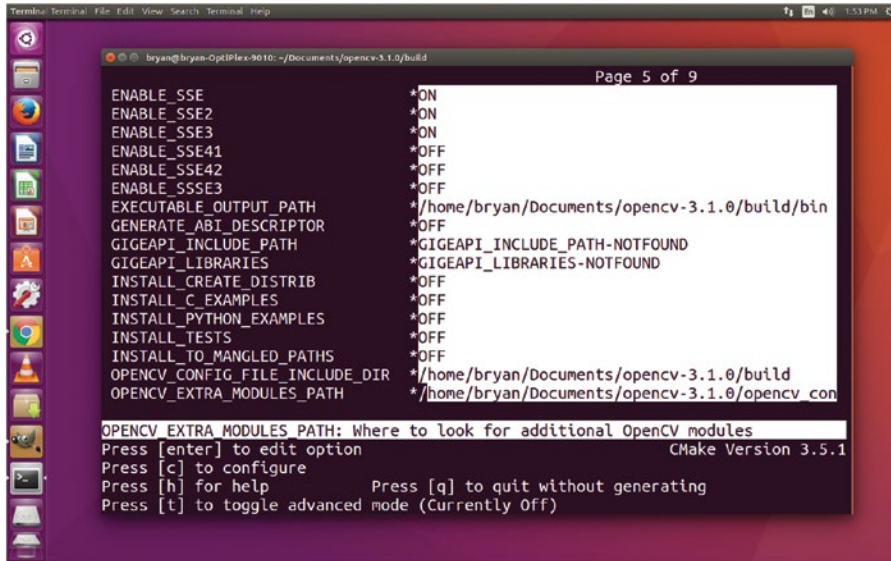 Terminal Terminal File Edit View Search Terminal Help
En
1:53 PM
bryan@bryan-OptiPlex-9010: ~/Documents/opencv-3.1.0/build
Page 5 of 9
ENABLE_SSE *ON
ENABLE_SSE2 *ON
ENABLE_SSE3 *ON
ENABLE_SSE41 *OFF
ENABLE_SSE42 *OFF
ENABLE_SSSE3 *OFF
EXECUTABLE_OUTPUT_PATH */home/bryan/Documents/opencv-3.1.0/build/bin
GENERATE_ABI_DESCRIPTOR *OFF
GIGEAPI_INCLUDE_PATH *GIGEAPI_INCLUDE_PATH-NOTFOUND
GIGEAPI_LIBRARIES *GIGEAPI_LIBRARIES-NOTFOUND
INSTALL_CREATE_DISTRIB *OFF
INSTALL_C_EXAMPLES *OFF
INSTALL_PYTHON_EXAMPLES *OFF
INSTALL_TESTS *OFF
INSTALL_TO_MANGLED_PATHS *OFF
OPENCV_CONFIG_FILE_INCLUDE_DIR */home/bryan/Documents/opencv-3.1.0/build
OPENCV_EXTRA_MODULES_PATH */home/bryan/Documents/opencv-3.1.0/opencv_con
OPENCV_EXTRA_MODULES_PATH: Where to look for additional OpenCV modules
Press [enter] to edit option CMake Version 3.5.1
Press [c] to configure
Press [h] for help Press [q] to quit without generating
Press [t] to toggle advanced mode (Currently Off)